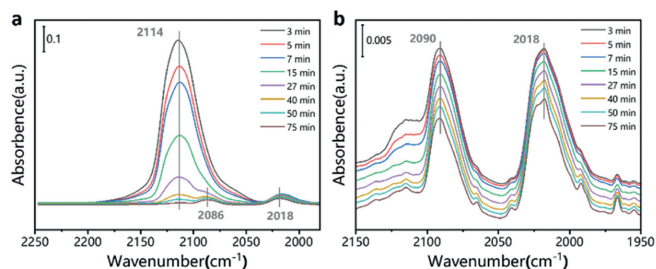 a
0.1
2114
3 min
5 min
7 min
15 min
27 min
40 min
50 min
75 min
2086
2018
Absorbence(a.u.)
2250 2200 2150 2100 2050 2000
Wavenumber(cm⁻¹)
b
0.005
2090
2018
3 min
5 min
7 min
15 min
27 min
40 min
50 min
75 min
Absorbence(a.u.)
2150 2100 2050 2000 1950
Wavenumber(cm⁻¹)